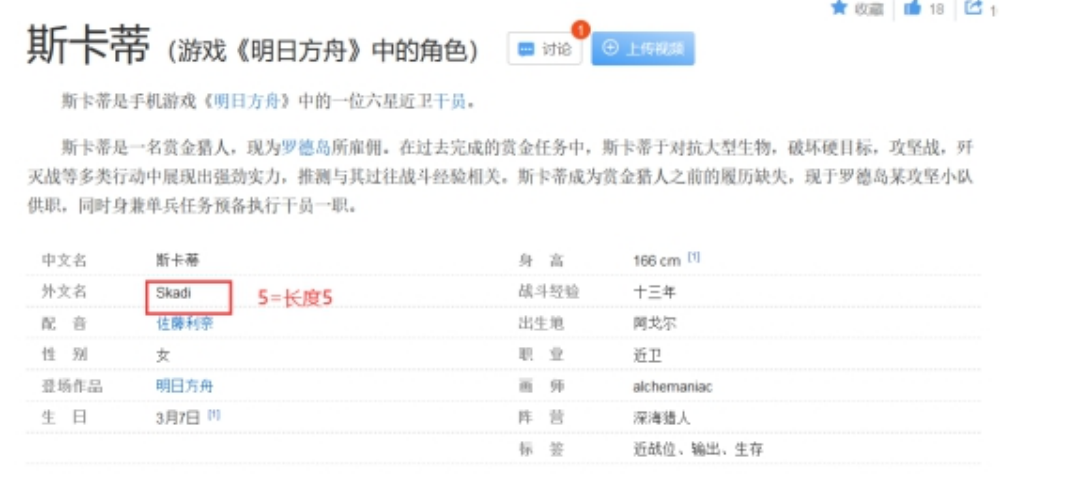 收藏 18 1
斯卡蒂（游戏《明日方舟》中的角色） 讨论 1 上传视频
斯卡蒂是手机游戏《明日方舟》中的一位六星近卫干员。
斯卡蒂是一名赏金猎人，现为罗德岛所雇佣。在过去完成的赏金任务中，斯卡蒂于对抗大型生物，破坏硬目标，攻坚战，歼
灭战等多类行动中展现出强劲实力，推测与其过往战斗经验相关。斯卡蒂成为赏金猎人之前的履历缺失，现于罗德岛某攻坚小队
供职，同时身兼单兵任务预备执行干员一职。
中文名 斯卡蒂 身高 166 cm [1]
外文名 Skadi 5=长度5 战斗经验 十三年
配音 佐藤利奈 出生地 阿戈尔
性别 女 职业 近卫
登场作品 明日方舟 画师 alchemaniac
生日 3月7日 [1] 阵营 深海猎人
标签 近战位、输出、生存